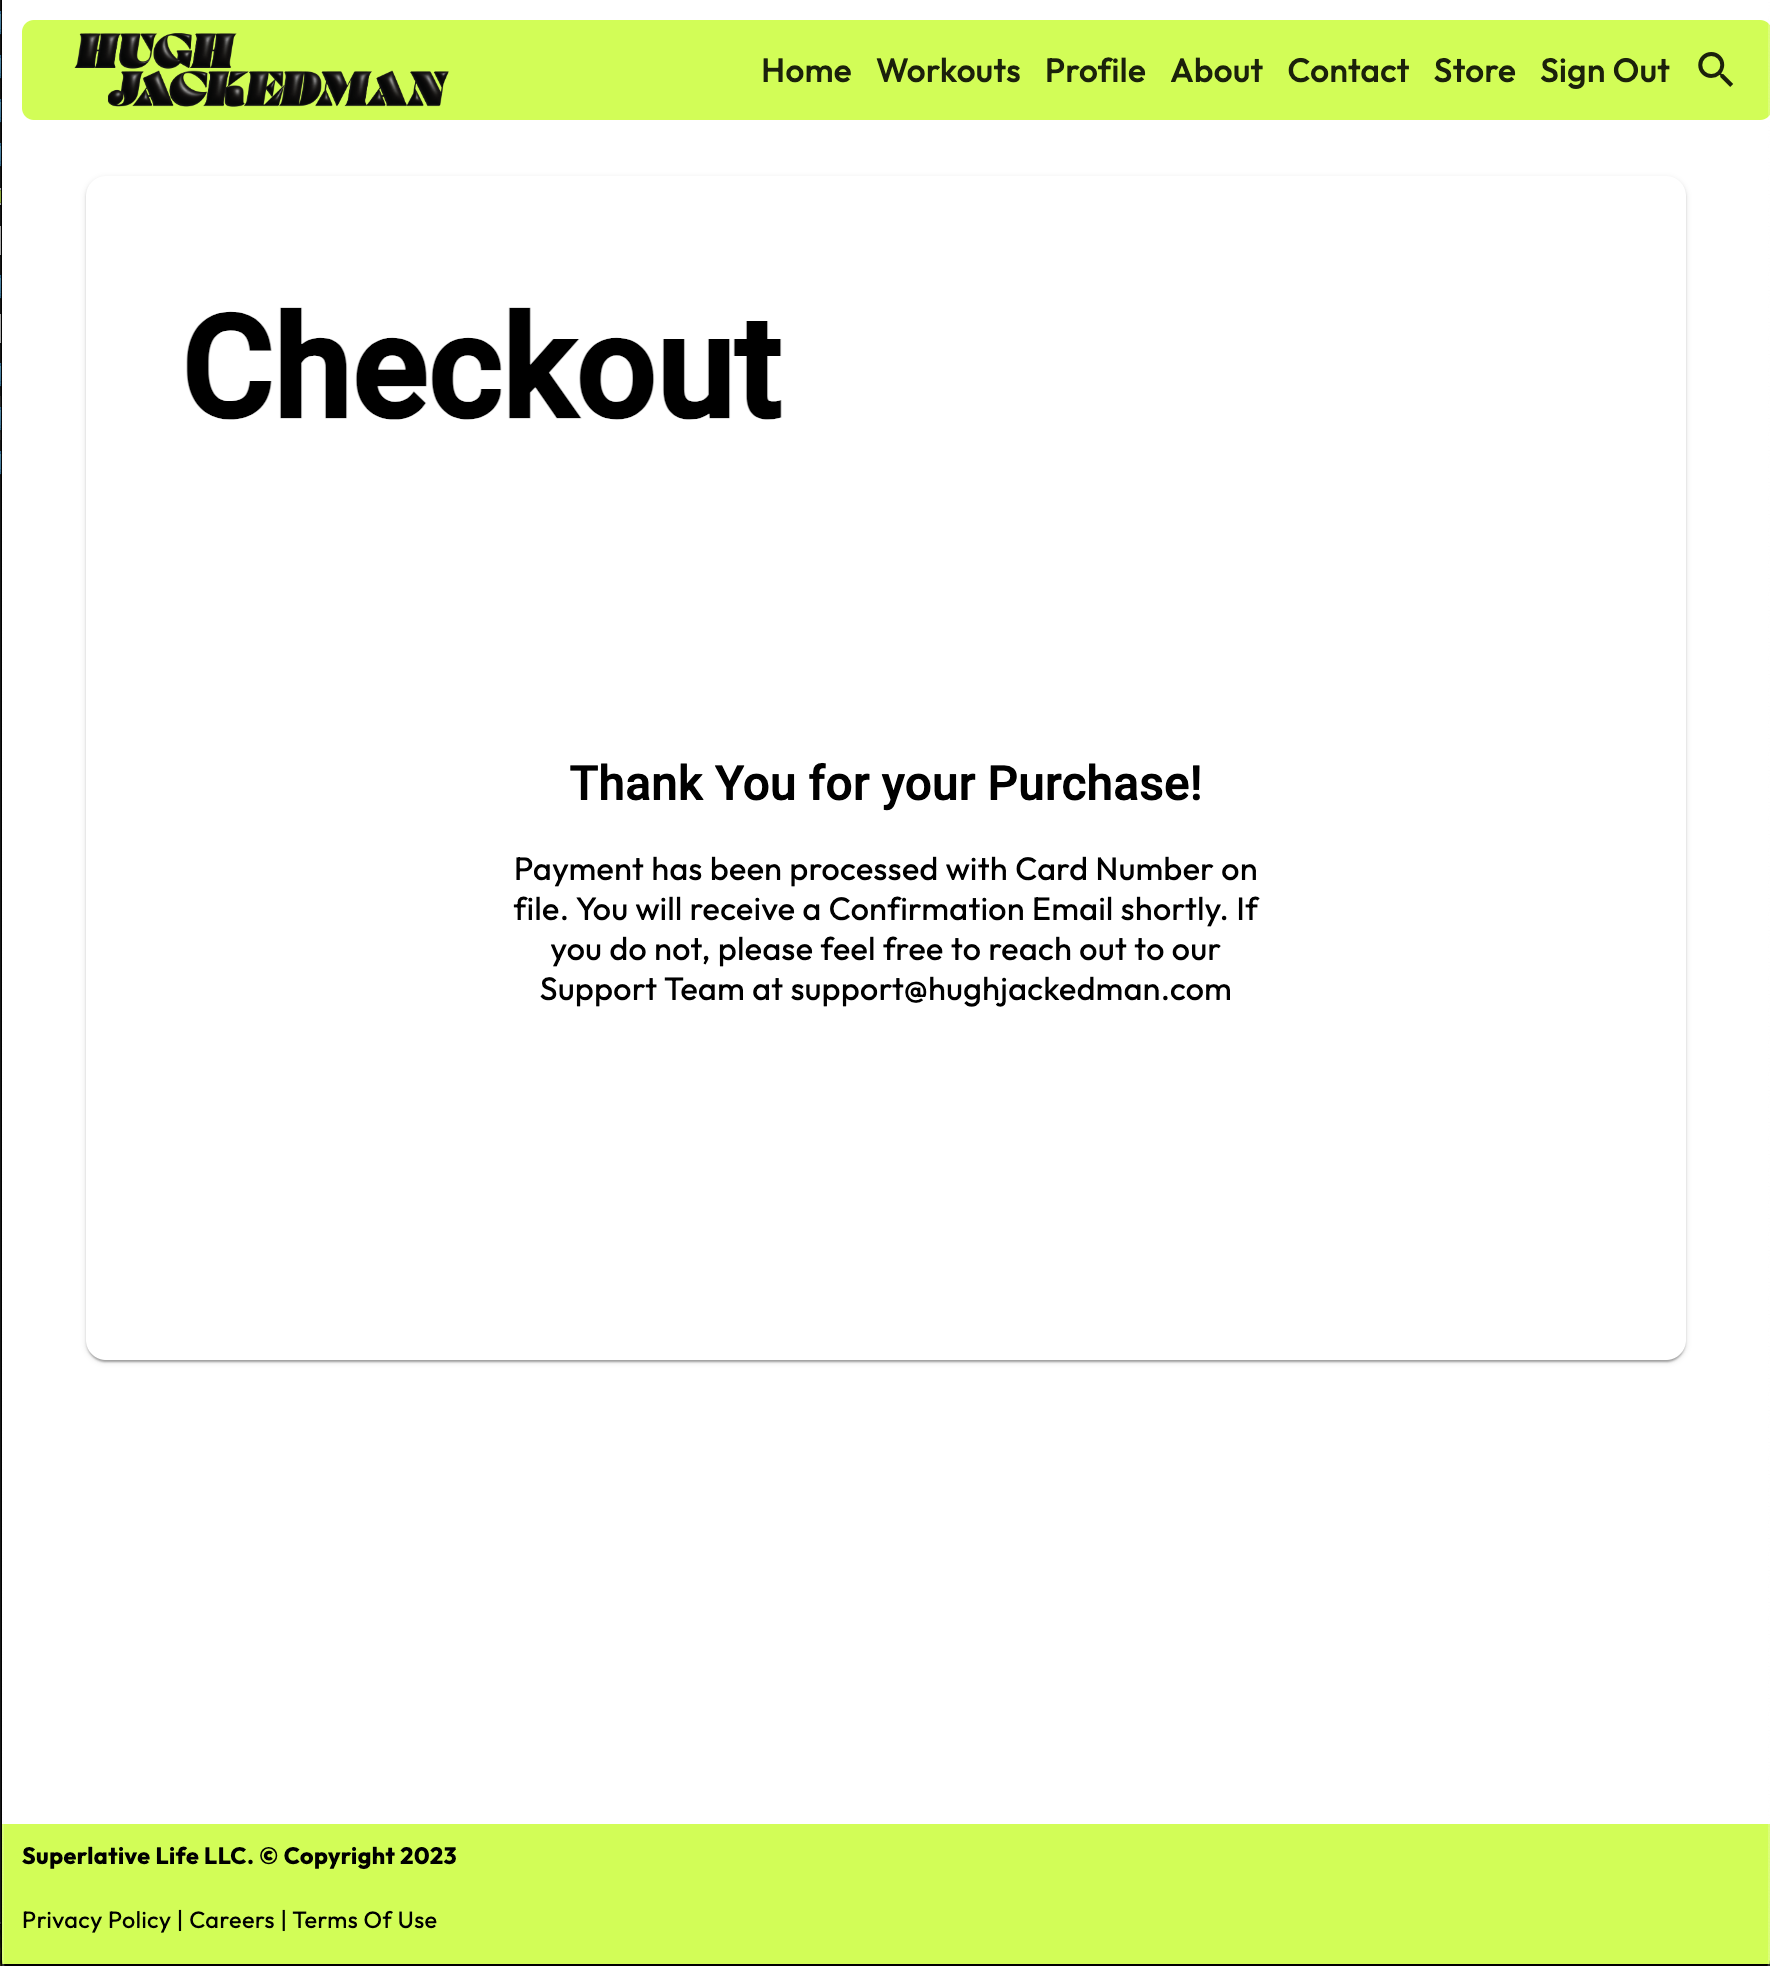 HUGH
JACKEDMAN
Home Workouts Profile About Contact Store Sign Out
Checkout
Thank You for your Purchase!
Payment has been processed with Card Number on
file. You will receive a Confirmation Email shortly. If
you do not, please feel free to reach out to our
Support Team at support@hughjackedman.com
Superlative Life LLC. © Copyright 2023
Privacy Policy | Careers | Terms Of Use